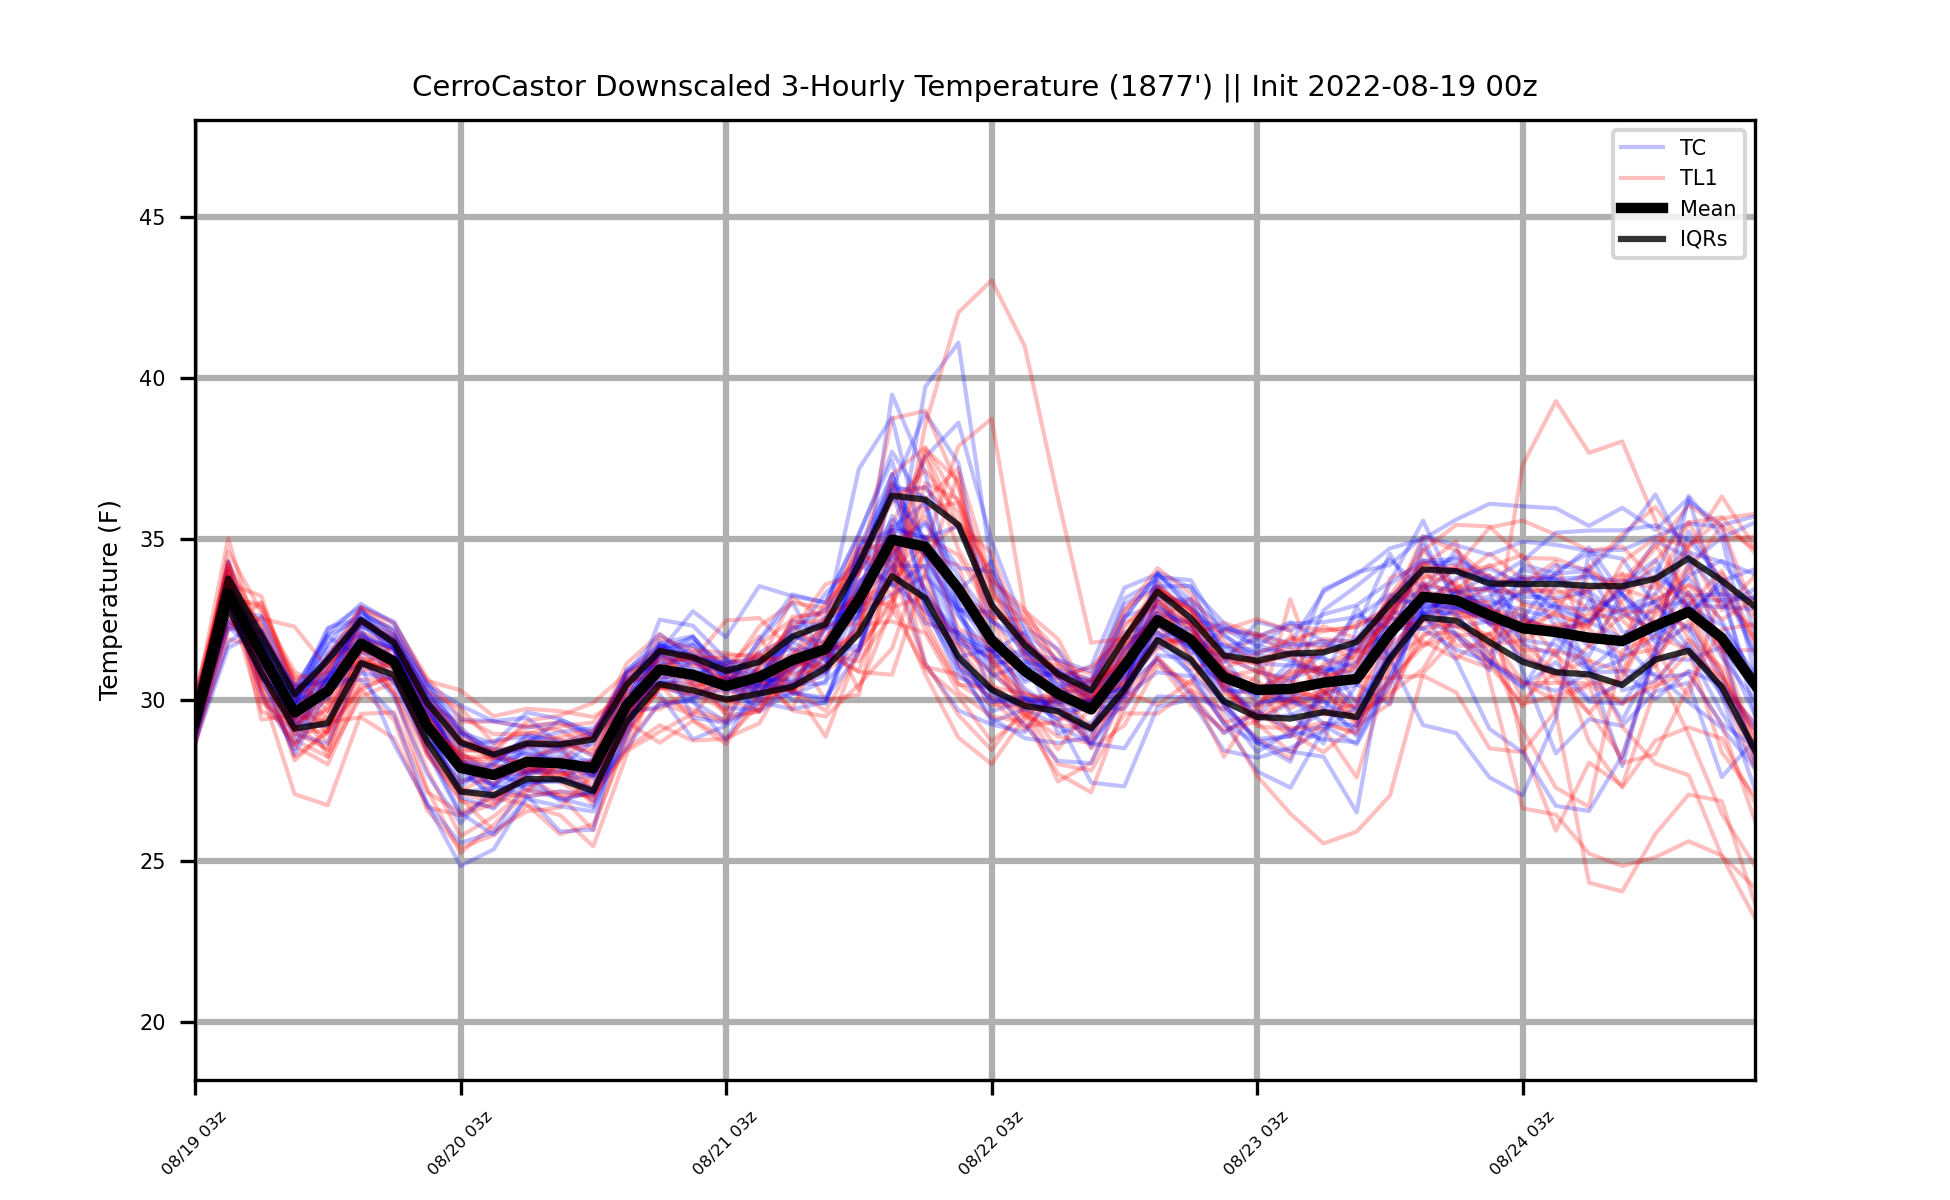 CerroCastor Downscaled 3-Hourly Temperature (1877') || Init 2022-08-19 00z
TC
TL1
Mean
IQRs
Temperature (F)
45
40
35
30
25
20
08/19 03z
08/20 03z
08/21 03z
08/22 03z
08/23 03z
08/24 03z